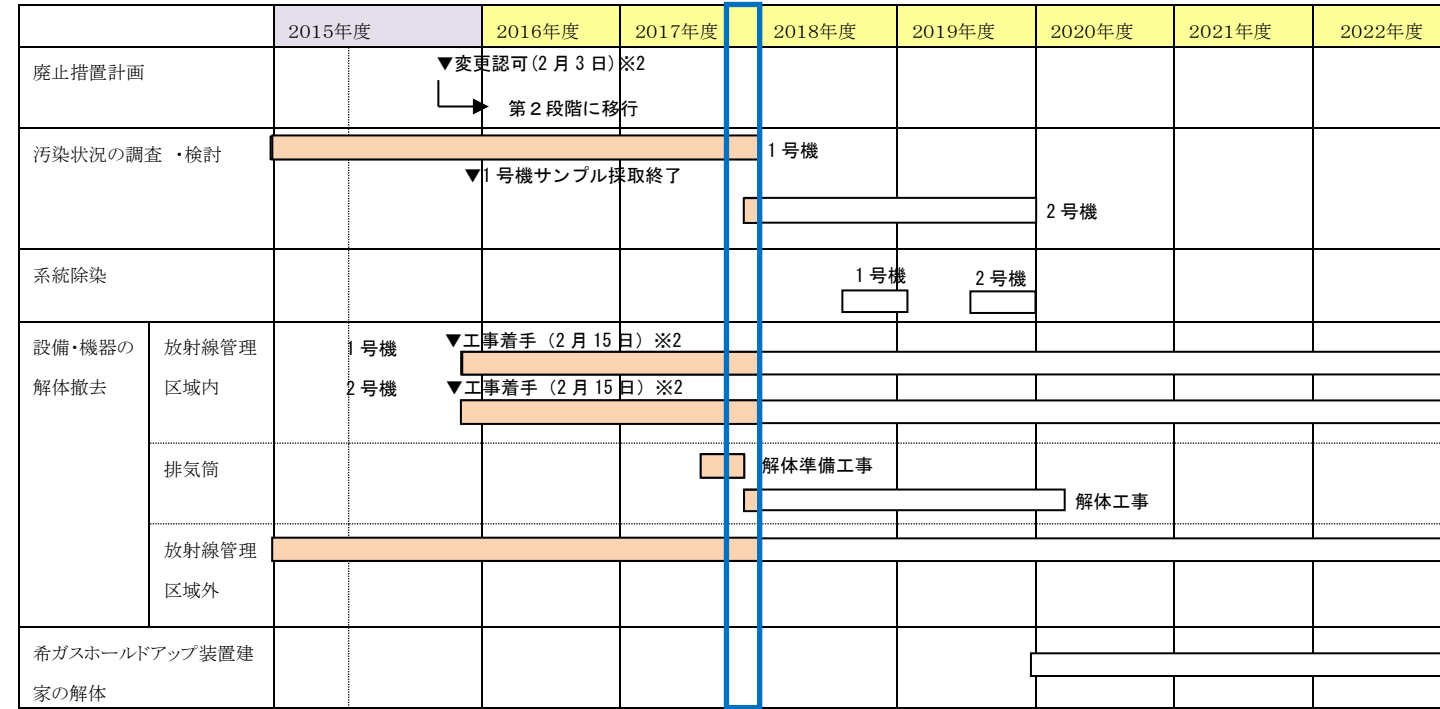 2015年度 2016年度 2017年度 2018年度 2019年度 2020年度 2021年度 2022年度
廃止措置計画
▼変更認可(2月3日)※2
第2段階に移行
汚染状況の調査・検討
1号機
▼1号機サンプル採取終了
2号機
系統除染
1号機
2号機
設備・機器の
解体撤去
放射線管理
区域内
1号機
▼工事着手(2月15日)※2
2号機
▼工事着手(2月15日)※2
排気筒
解体準備工事
解体工事
放射線管理
区域外
希ガスホールドアップ装置建
家の解体